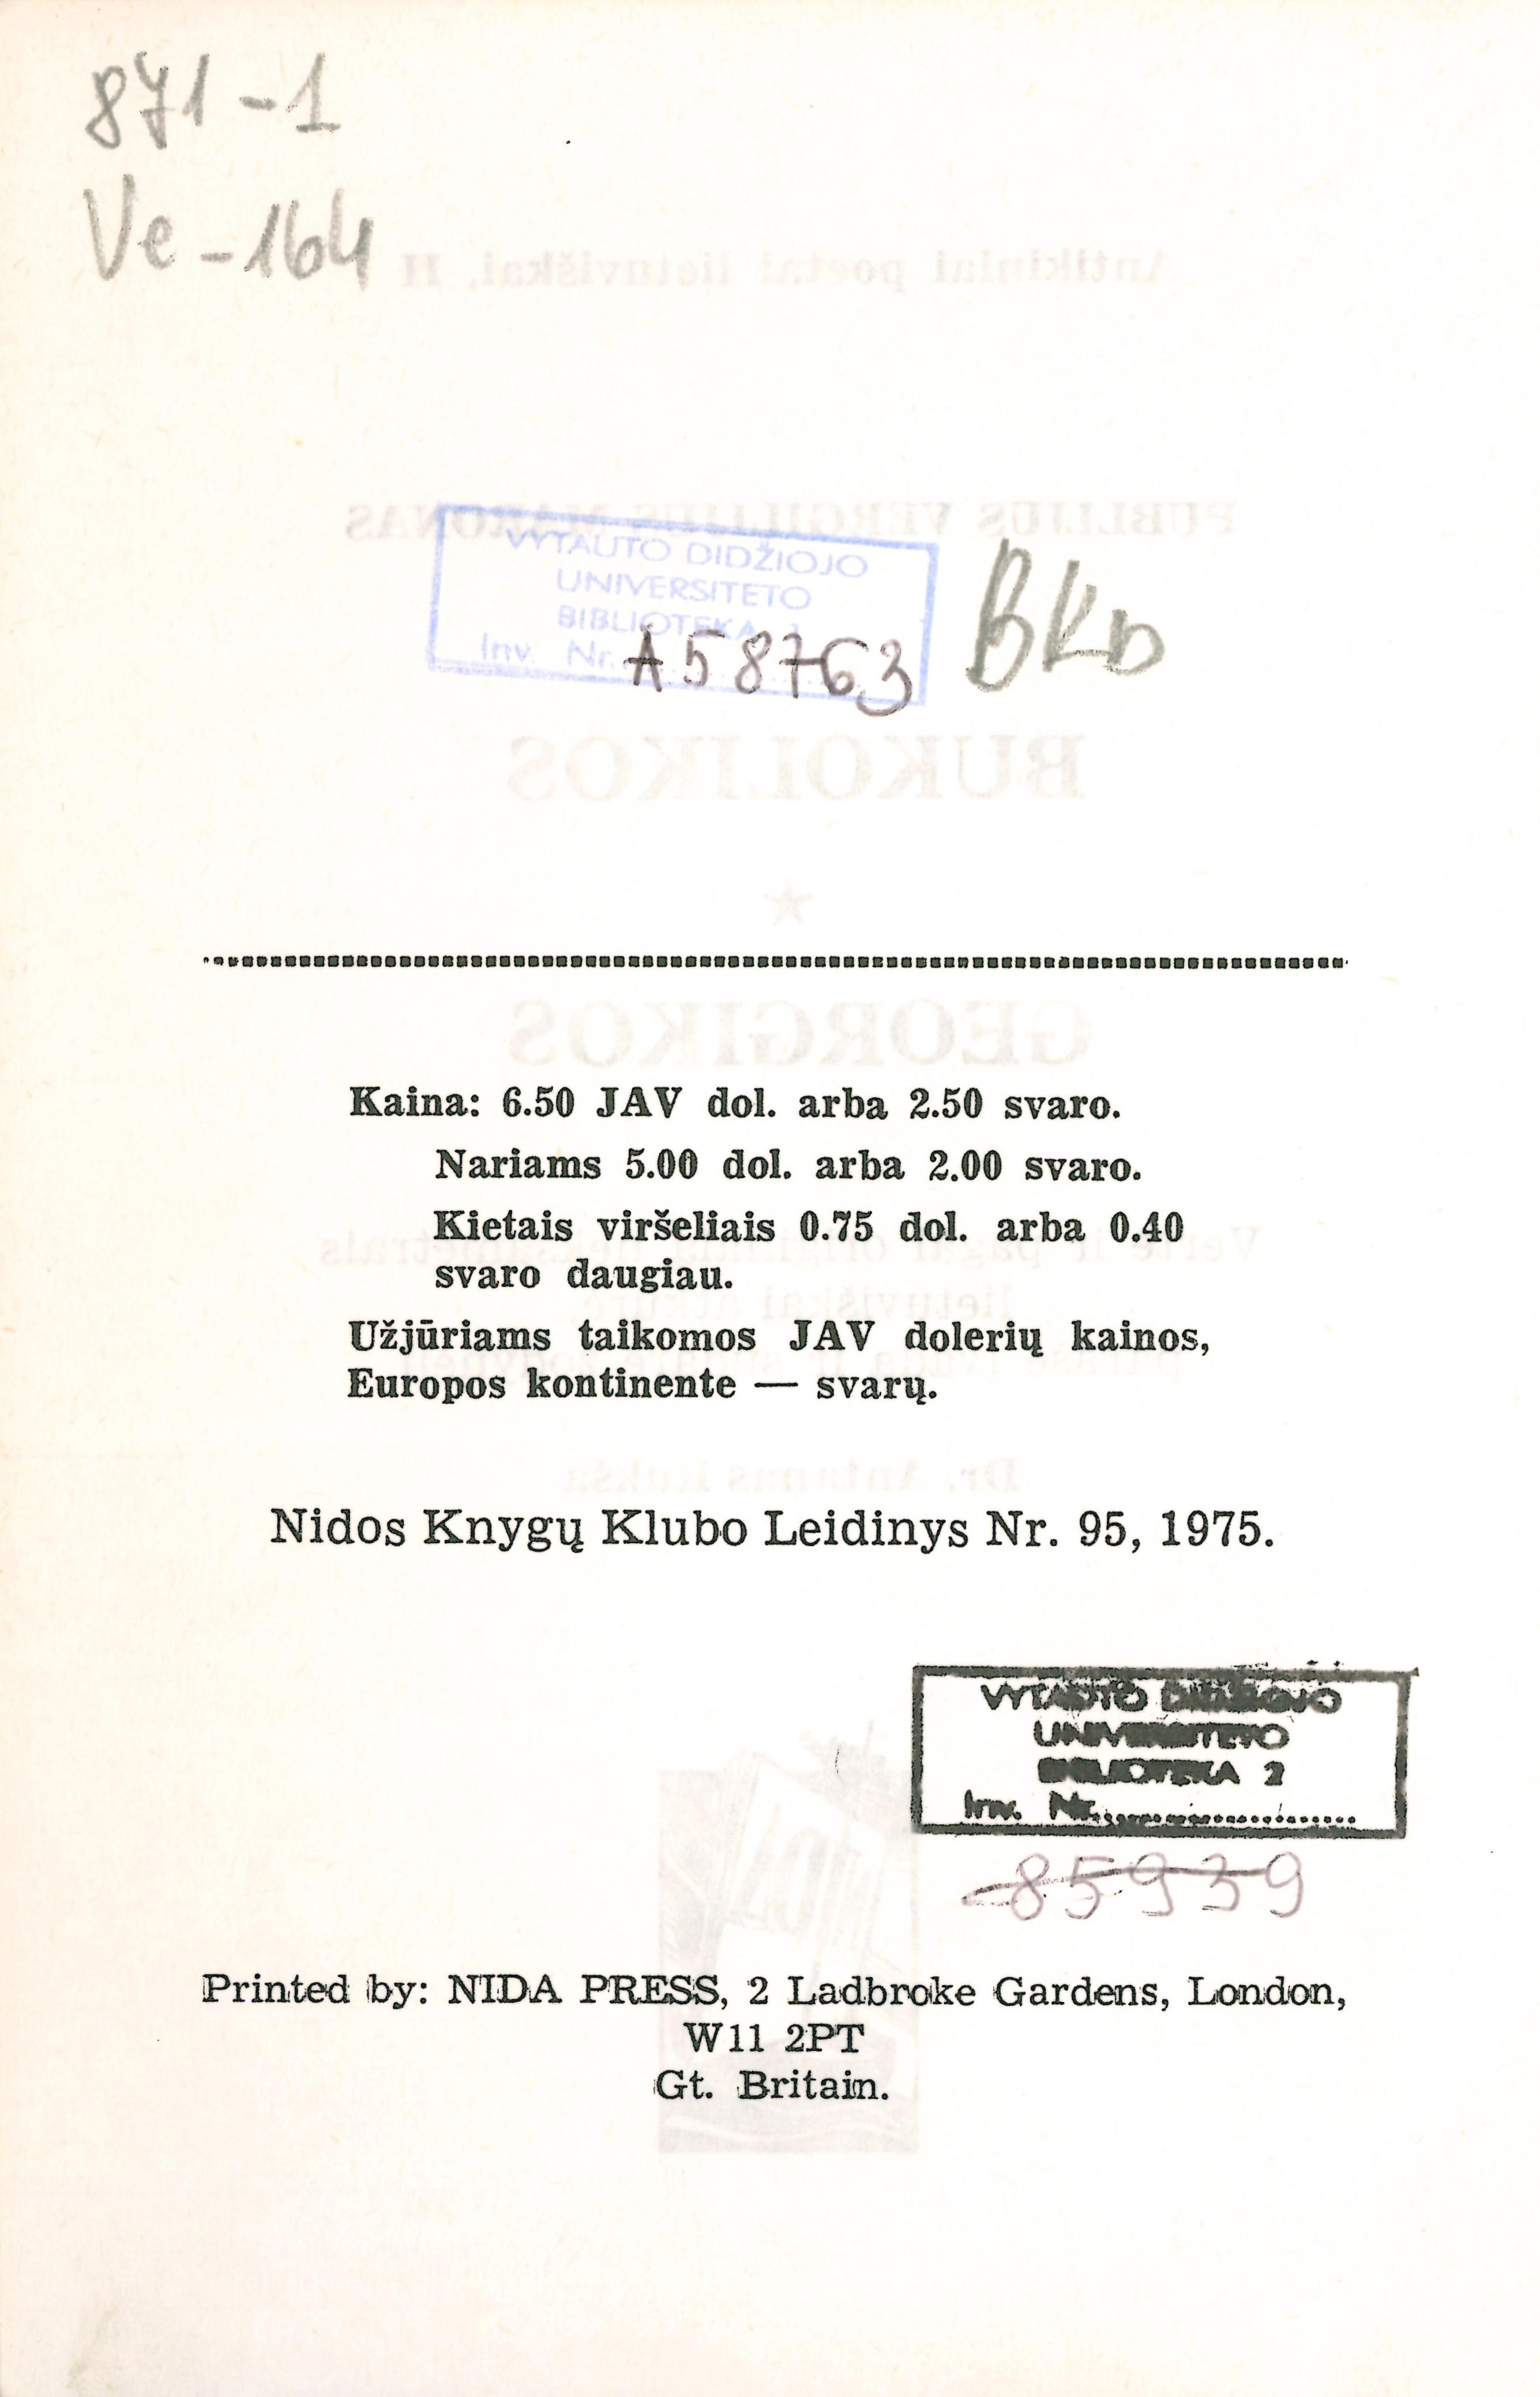 871-1
Ve-164
VYTAUTO DIDŽIOJO
UNIVERSITETO
BIBLIOTEKA 1
Inv. Nr. A58763
BKD
Kaina: 6.50 JAV dol. arba 2.50 svaro.
Nariams 5.00 dol. arba 2.00 svaro.
Kietais viršeliais 0.75 dol. arba 0.40
svaro daugiau.
Užjūriams taikomos JAV dolerių kainos,
Europos kontinente — svarų.
Nidos Knygų Klubo Leidinys Nr. 95, 1975.
VYTAUTO DIDŽIOJO
UNIVERSITETO
BIBLIOTEKA 2
Inv. Nr.
85939
Printed by: NIDA PRESS, 2 Ladbroke Gardens, London,
W11 2PT
Gt. Britain.